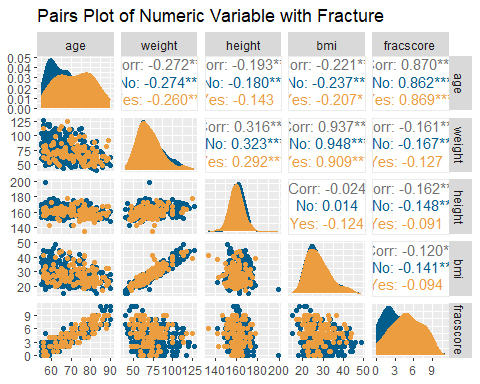 Pairs Plot of Numeric Variable with Fracture
age weight height bmi fracscore
0.05
0.04
0.03
0.02
0.01
0.00
Corr: -0.272** Corr: -0.193** Corr: -0.221** Corr: 0.870**
No: -0.274** No: -0.180** No: -0.237** No: 0.862***
Yes: -0.260** Yes: -0.143 Yes: -0.207* Yes: 0.869***
age
125
100
75
50
Corr: 0.316** Corr: 0.937** Corr: -0.161**
No: 0.323** No: 0.948*** No: -0.167**
Yes: 0.292** Yes: 0.909** Yes: -0.127
weight
200
180
160
140
Corr: -0.024 Corr: -0.162**
No: 0.014 No: -0.148**
Yes: -0.124 Yes: -0.091
height
50
40
30
20
Corr: -0.120*
No: -0.141**
Yes: -0.094
bmi
9
6
3
0
fracscore
60 70 80 90 50 75 100 125 140 160 180 200 20 30 40 50 0 3 6 9